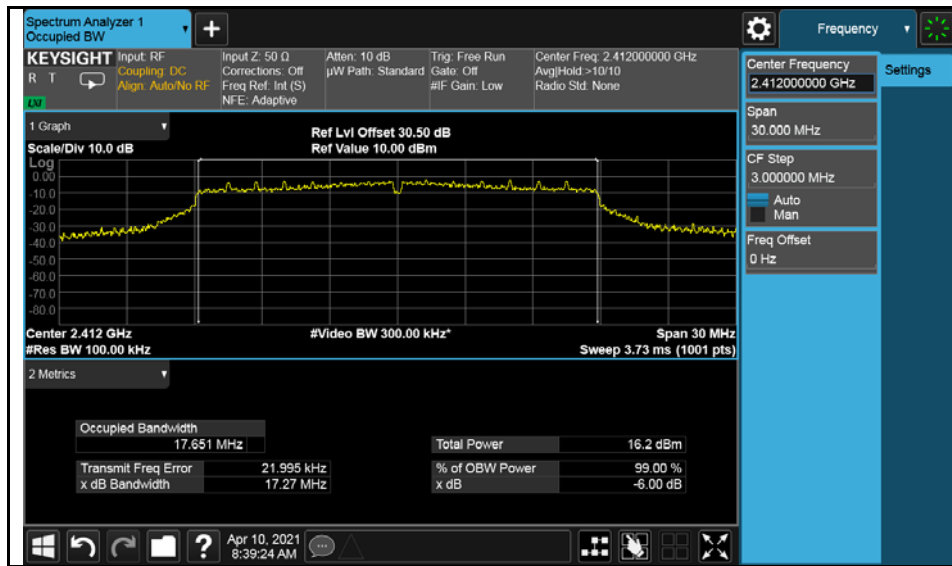 Spectrum Analyzer 1
Occupied BW
Frequency
KEYSIGHT
R T
LXI
Input: RF
Coupling: DC
Align: Auto/No RF
Input Z: 50 Ω
Corrections: Off
Freq Ref: Int (S)
NFE: Adaptive
Atten: 10 dB
µW Path: Standard
Trig: Free Run
Gate: Off
#IF Gain: Low
Center Freq: 2.412000000 GHz
Avg|Hold:>10/10
Radio Std: None
Center Frequency
2.412000000 GHz
Settings
Span
30.000 MHz
CF Step
3.000000 MHz
Auto
Man
Freq Offset
0 Hz
1 Graph
Scale/Div 10.0 dB
Ref Lvl Offset 30.50 dB
Ref Value 10.00 dBm
Log
0.00
-10.0
-20.0
-30.0
-40.0
-50.0
-60.0
-70.0
-80.0
Center 2.412 GHz
#Video BW 300.00 kHz*
Span 30 MHz
#Res BW 100.00 kHz
Sweep 3.73 ms (1001 pts)
2 Metrics
Occupied Bandwidth
17.651 MHz
Total Power 16.2 dBm
Transmit Freq Error 21.995 kHz
% of OBW Power 99.00 %
x dB Bandwidth 17.27 MHz
x dB -6.00 dB
?
Apr 10, 2021
8:39:24 AM